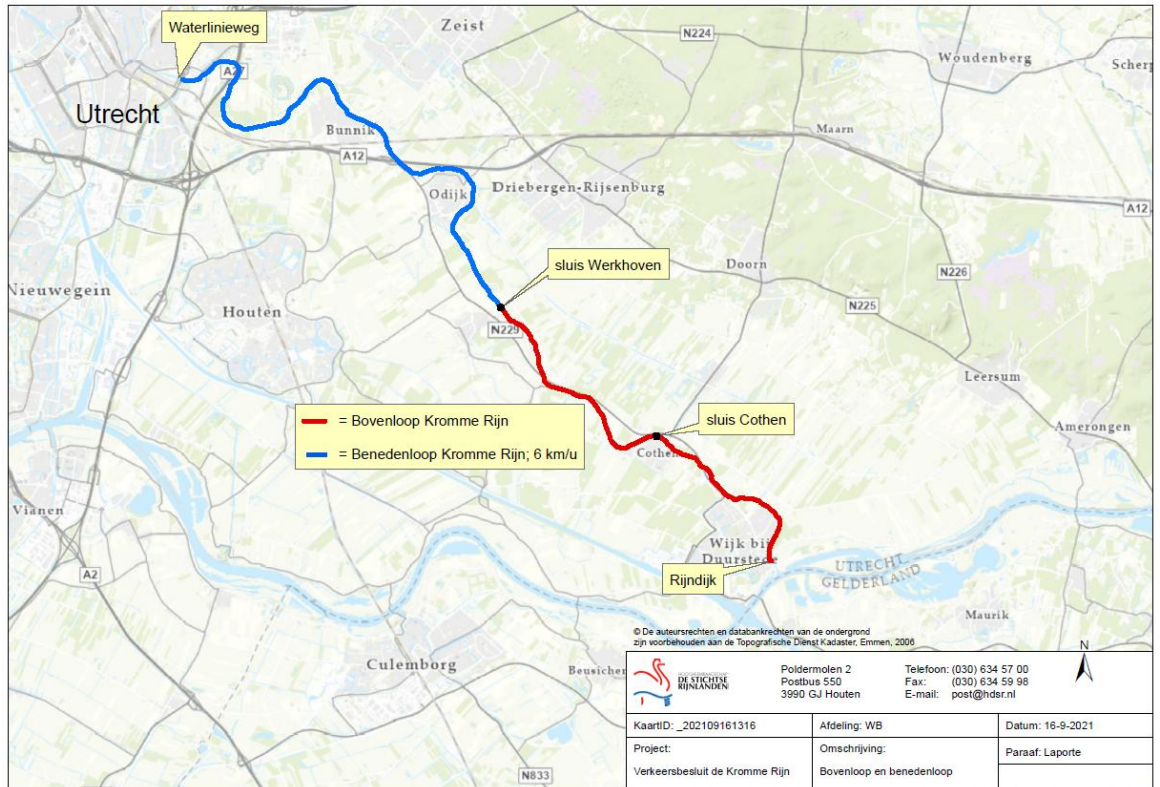 Waterlinieweg
Zeist
N224
Woudenberg
Scherp
A27
Utrecht
Bunnik
Maarn
A12
Odijk
Driebergen-Rijsenburg
A12
sluis Werkhoven
Doorn
N226
Nieuwegein
Houten
N225
N229
Leersum
= Bovenloop Kromme Rijn
= Benedenloop Kromme Rijn; 6 km/u
sluis Cothen
Amerongen
Cothen
Vianen
Wijk bij
Duurstede
A2
Rijndijk
UTRECHT
GELDERLAND
Maurik
© De auteursrechten en databankrechten van de ondergrond
zijn voorbehouden aan de Topografische Dienst Kadaster, Emmen, 2006
Culemborg
Beusichem
N
HOOGHEEMRAADSCHAP
DE STICHTSE
RIJNLANDEN
Poldermolen 2
Postbus 550
3990 GJ Houten
Telefoon: (030) 634 57 00
Fax: (030) 634 59 98
E-mail: post@hdsr.nl
KaartID: _202109161316
Afdeling: WB
Datum: 16-9-2021
Project:
Verkeersbesluit de Kromme Rijn
Omschrijving:
Bovenloop en benedenloop
Paraaf: Laporte
N833